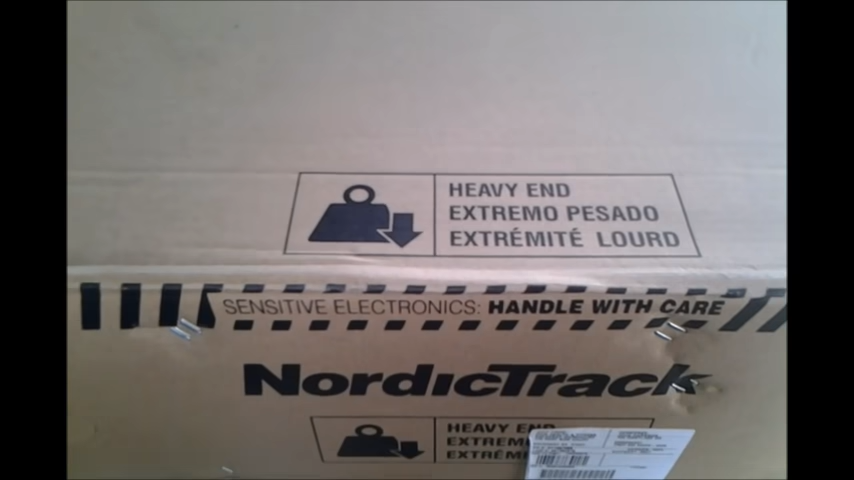 HEAVY END
EXTREMO PESADO
EXTRÉMITÉ LOURD
SENSITIVE ELECTRONICS: HANDLE WITH CARE
NordicTrack
HEAVY END